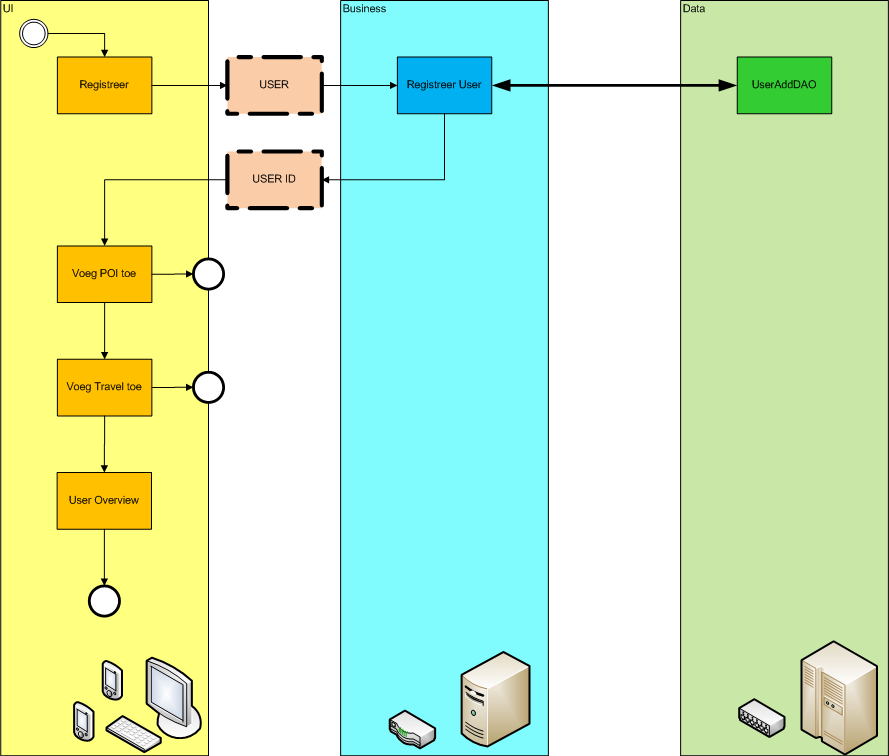 UI
Business
Data
Registreer
USER
Registreer User
UserAddDAO
USER ID
Voeg POI toe
Voeg Travel toe
User Overview